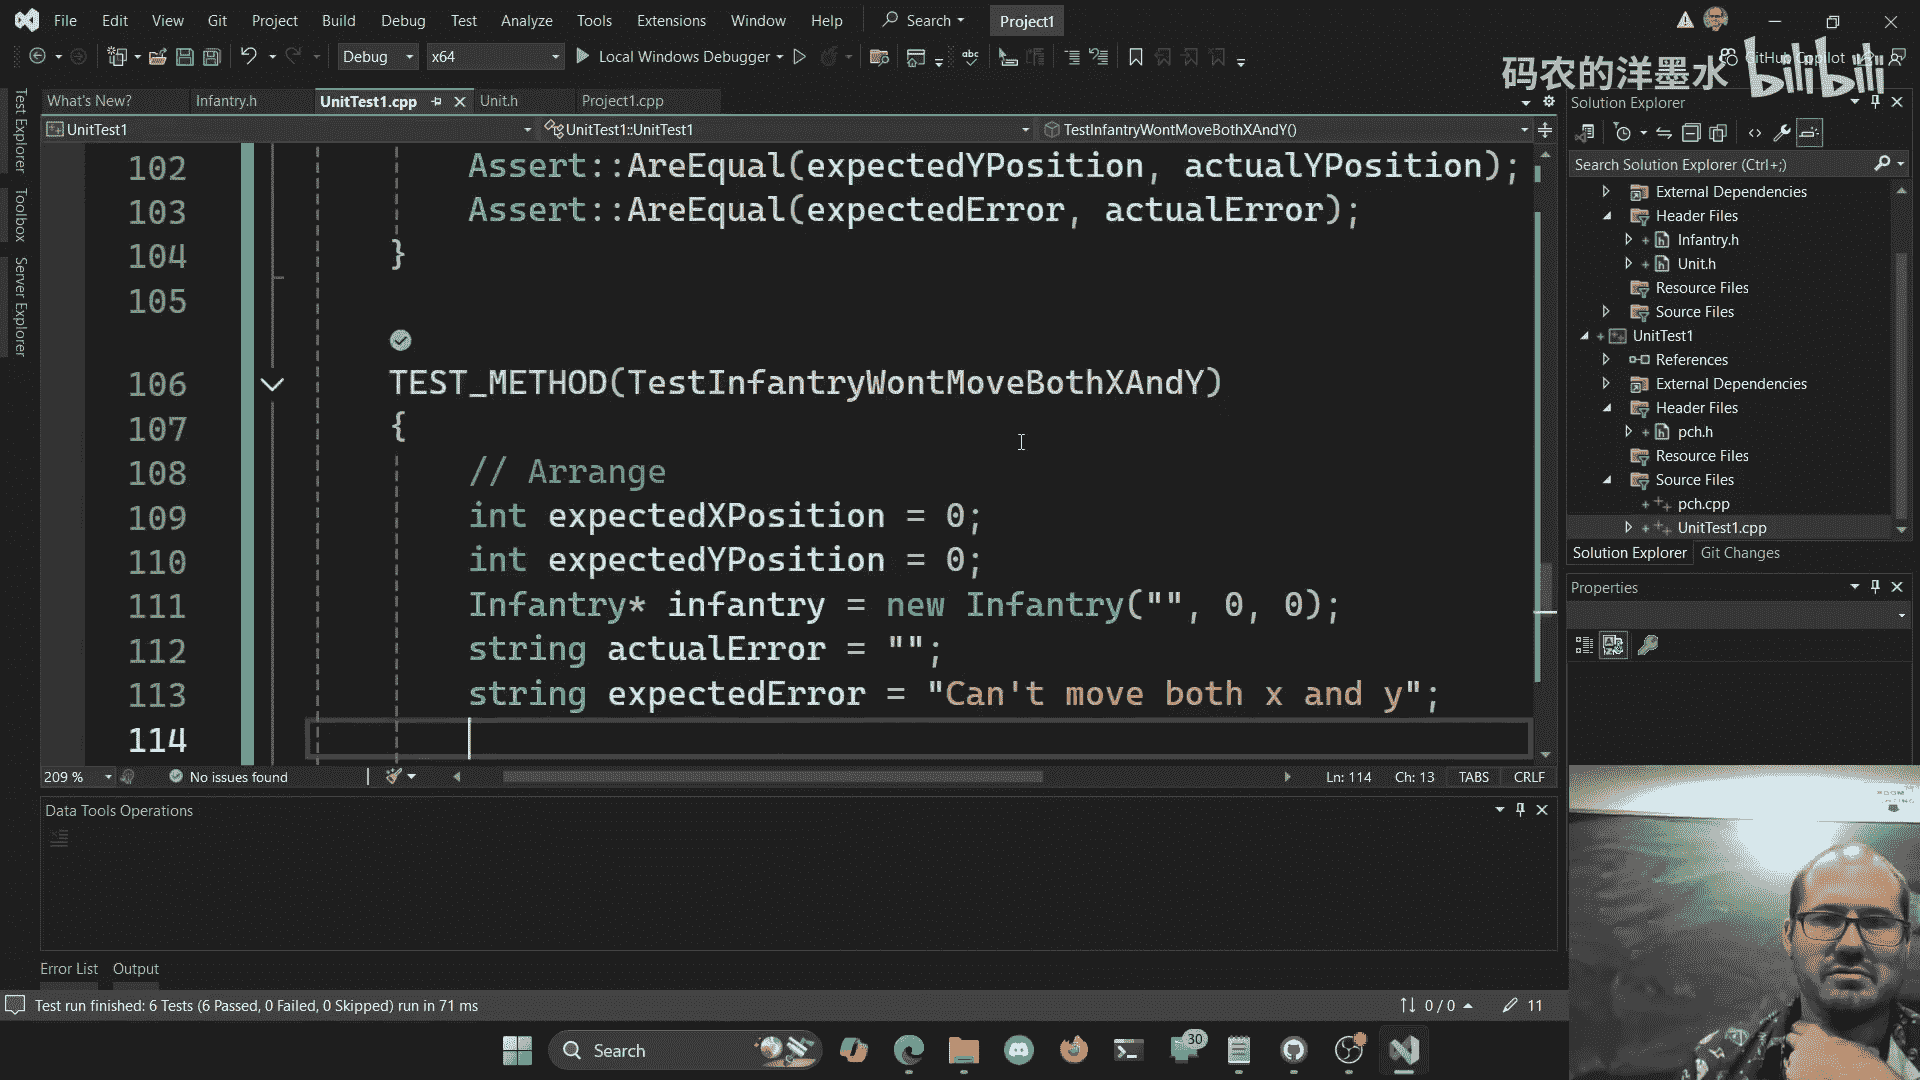 File Edit View Git Project Build Debug Test Analyze Tools Extensions Window Help Search Project1
Debug x64 Local Windows Debugger GitHub Copilot
码农的洋墨水 bilibili
What's New? Infantry.h UnitTest1.cpp Unit.h Project1.cpp
UnitTest1 UnitTest1::UnitTest1 TestInfantryWontMoveBothXAndY()
Test Explorer
Toolbox
Server Explorer
102 Assert::AreEqual(expectedYPosition, actualYPosition);
103 Assert::AreEqual(expectedError, actualError);
104 }
105
106 TEST_METHOD(TestInfantryWontMoveBothXAndY)
107 {
108 // Arrange
109 int expectedXPosition = 0;
110 int expectedYPosition = 0;
111 Infantry* infantry = new Infantry("", 0, 0);
112 string actualError = "";
113 string expectedError = "Can't move both x and y";
114
209 % No issues found Ln: 114 Ch: 13 TABS CRLF
Data Tools Operations
Error List Output
Solution Explorer
Search Solution Explorer (Ctrl+;)
External Dependencies
Header Files
Infantry.h
Unit.h
Resource Files
Source Files
UnitTest1
References
External Dependencies
Header Files
pch.h
Resource Files
Source Files
pch.cpp
UnitTest1.cpp
Solution Explorer Git Changes
Properties
Test run finished: 6 Tests (6 Passed, 0 Failed, 0 Skipped) run in 71 ms 0 / 0 11
Search 30